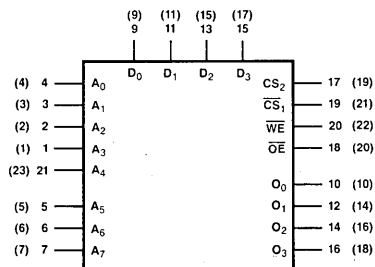 (9) (11) (15) (17)
9 11 13 15
D₀ D₁ D₂ D₃
(4) 4 A₀ CS₂ 17 (19)
(3) 3 A₁ C̅S̅₁ 19 (21)
(2) 2 A₂ W̅E̅ 20 (22)
(1) 1 A₃ O̅E̅ 18 (20)
(23) 21 A₄
O₀ 10 (10)
(5) 5 A₅ O₁ 12 (14)
(6) 6 A₆ O₂ 14 (16)
(7) 7 A₇ O₃ 16 (18)